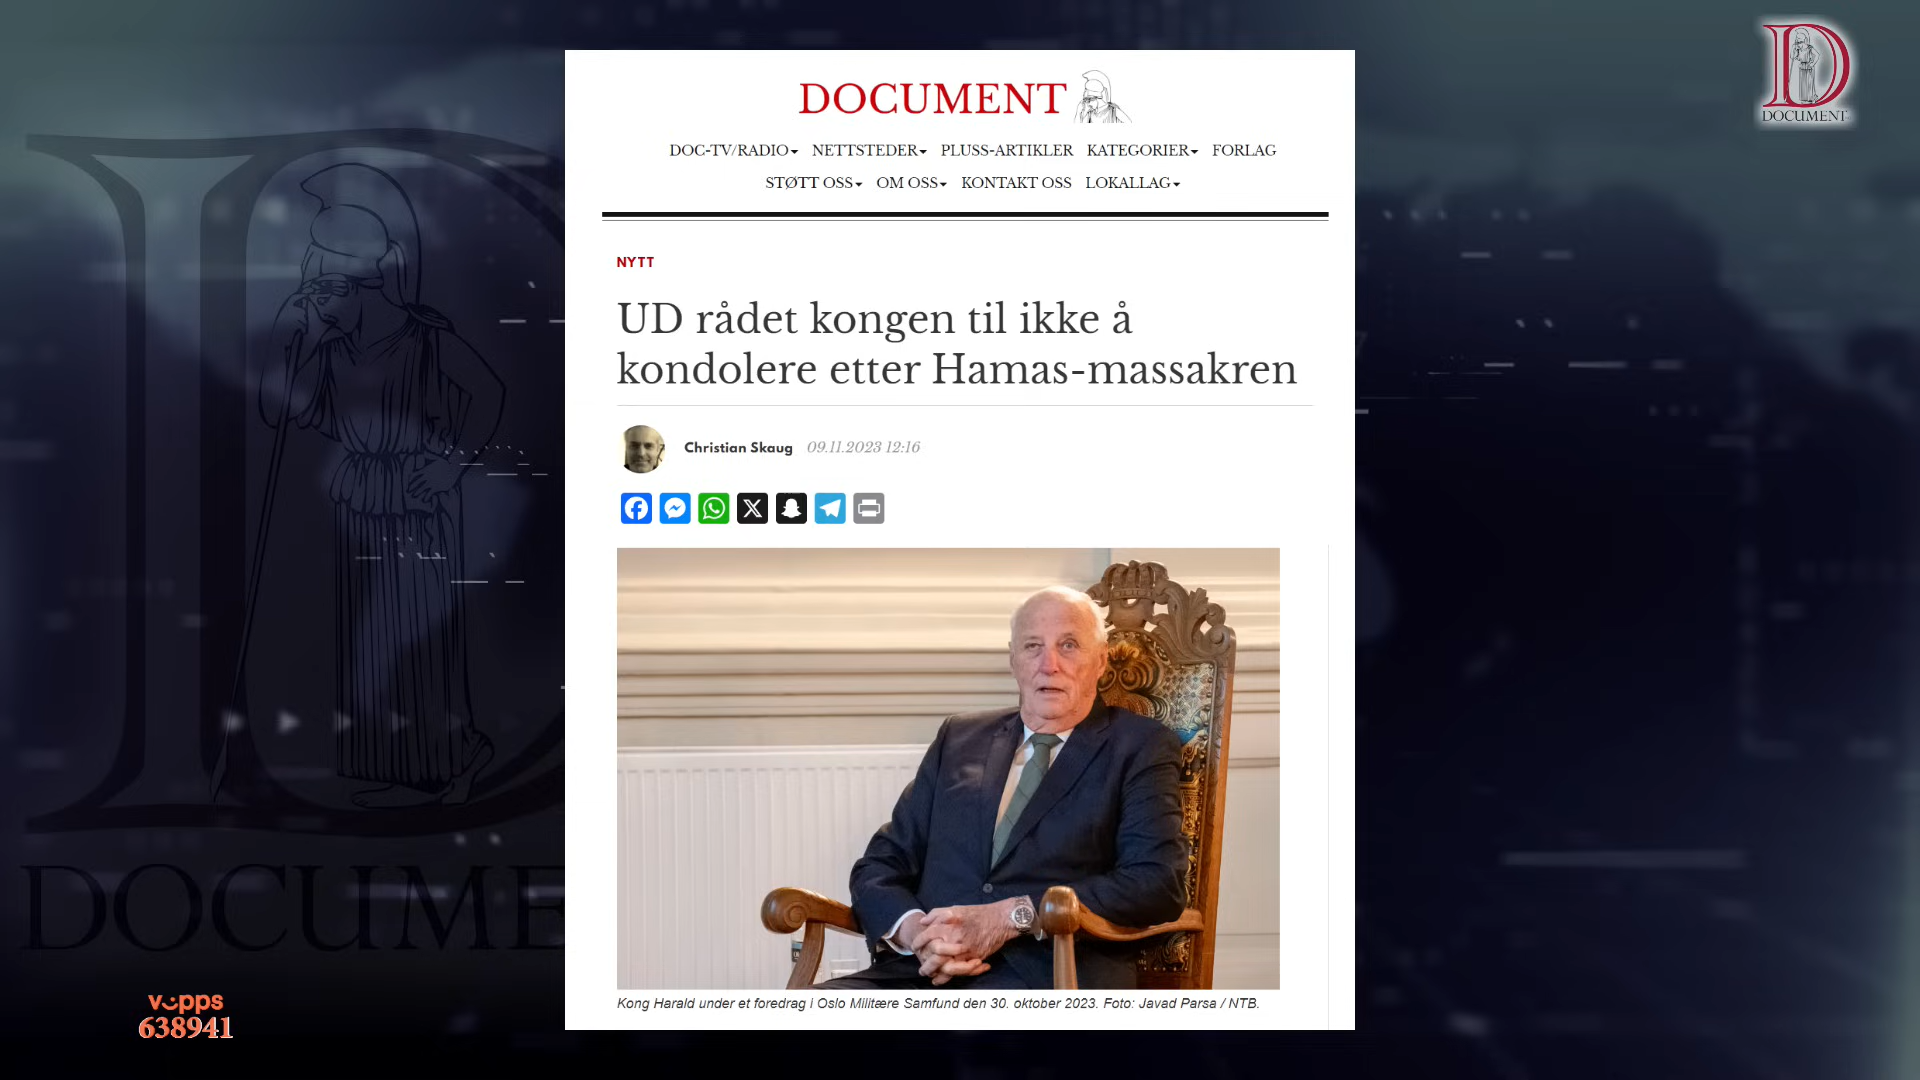 DOCUMENT
DOCUMENT
DOC-TV/RADIO NETTSTEDER PLUSS-ARTIKLER KATEGORIER FORLAG
STØTT OSS OM OSS KONTAKT OSS LOKALLAG
NYTT
UD rådet kongen til ikke å
kondolere etter Hamas-massakren
Christian Skaug 09.11.2023 12:16
Kong Harald under et foredrag i Oslo Militære Samfund den 30. oktober 2023. Foto: Javad Parsa / NTB.
DOCUME
vipps
638941